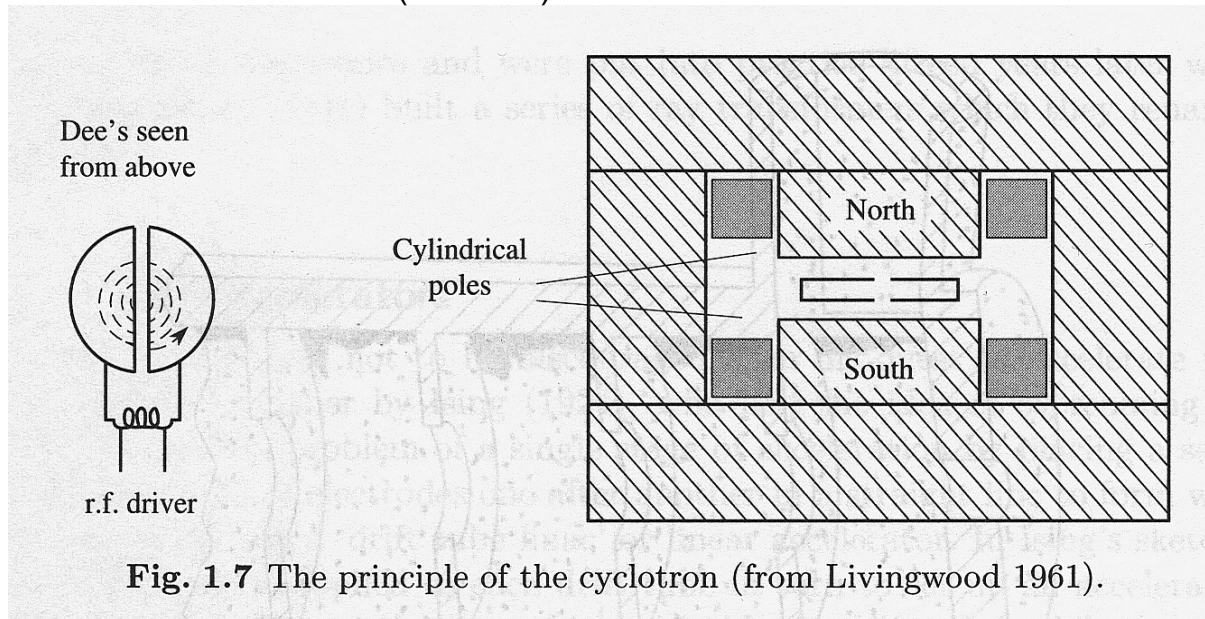 Dee's seen
from above
Cylindrical
poles
North
South
r.f. driver
Fig. 1.7 The principle of the cyclotron (from Livingwood 1961).